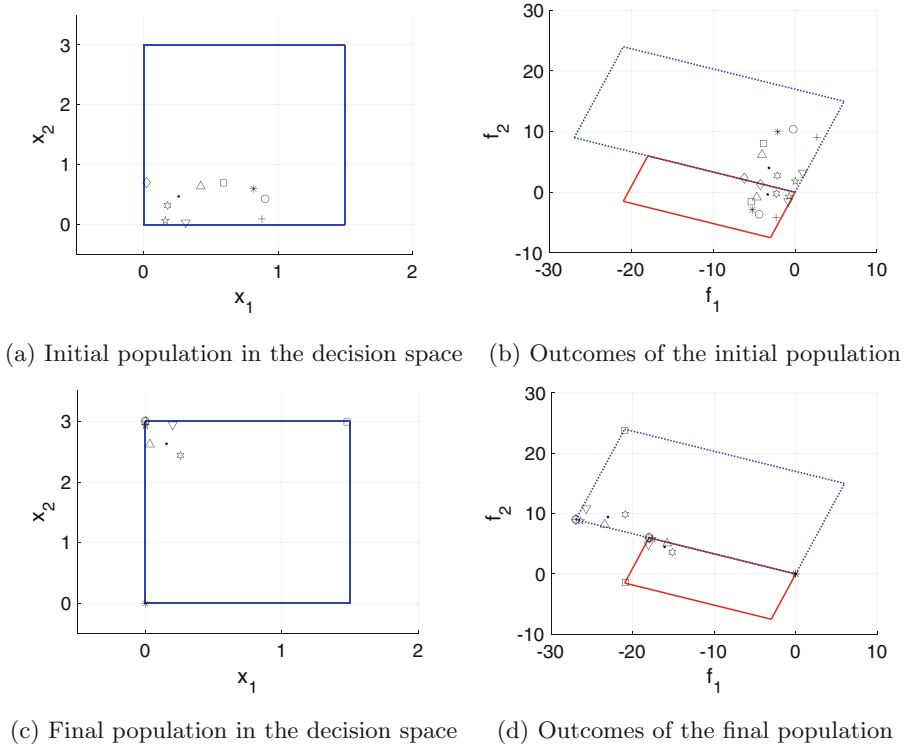 3
2
1
0
x2
0
1
2
x1
30
20
10
0
-10
f2
-30
-20
-10
0
10
f1
(a) Initial population in the decision space
(b) Outcomes of the initial population
3
2
1
0
x2
0
1
2
x1
30
20
10
0
-10
f2
-30
-20
-10
0
10
f1
(c) Final population in the decision space
(d) Outcomes of the final population